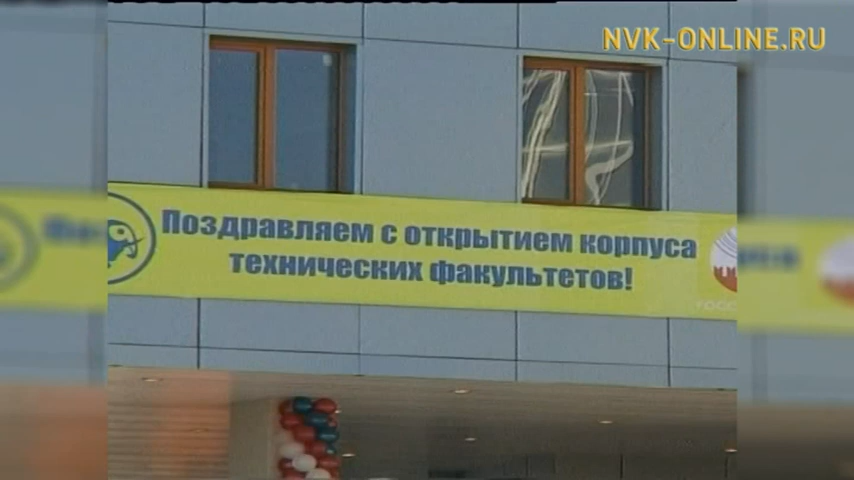 NVK-ONLINE.RU
Поздравляем с открытием корпуса
технических факультетов!